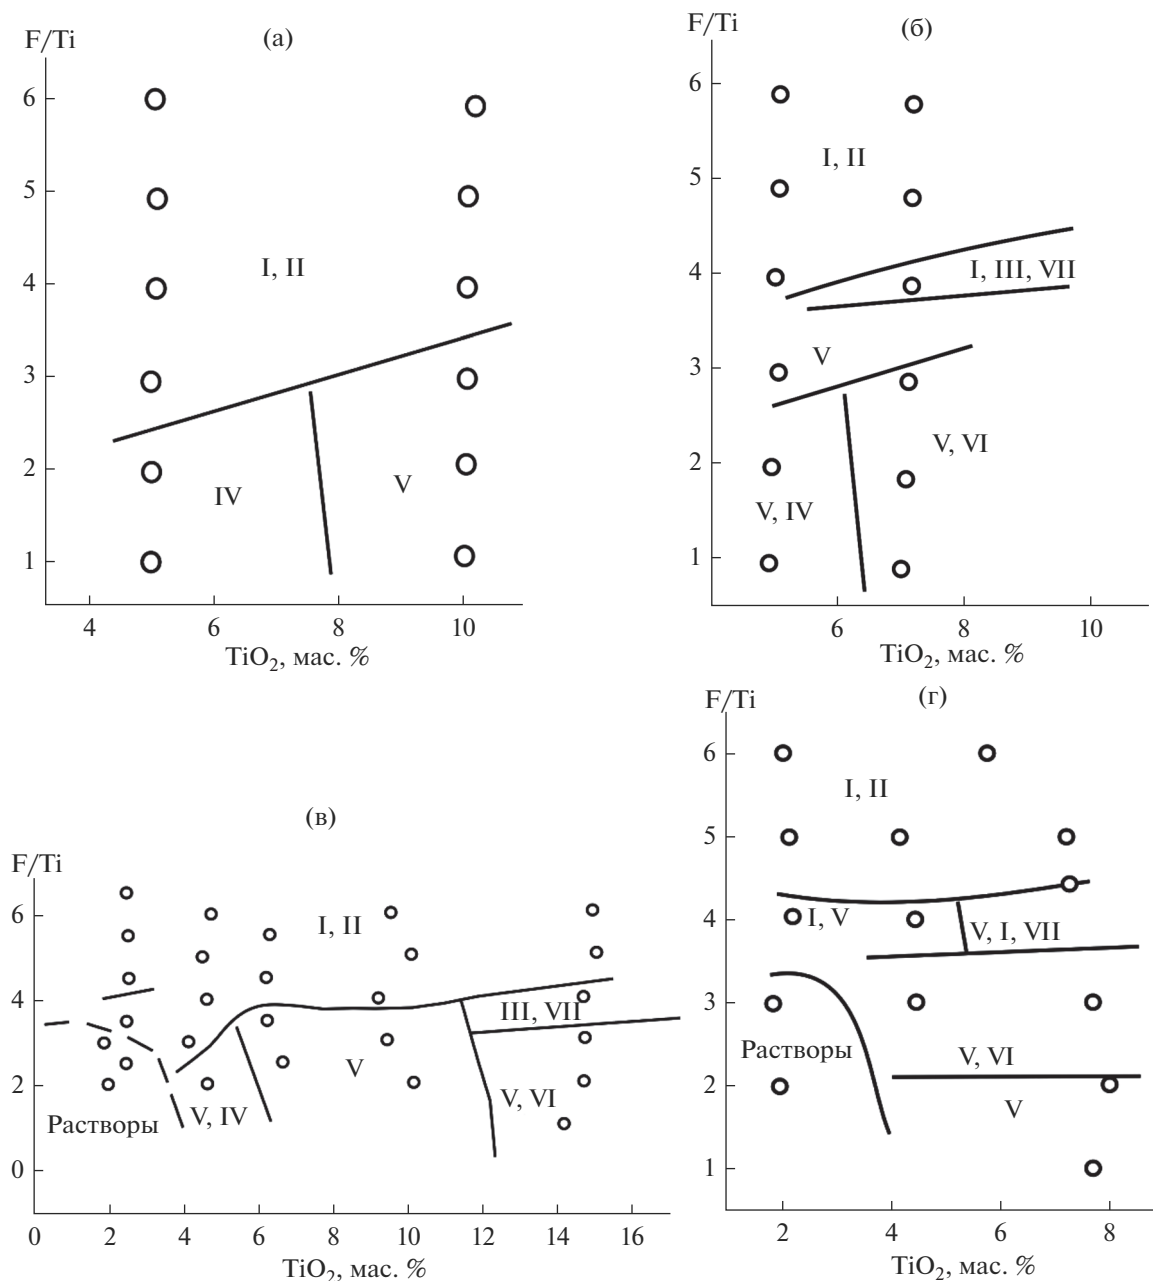 (а)
F/Ti
6
5
4
I, II
3
2
IV
V
1
4 6 8 10
TiO₂, мас. %
(б)
F/Ti
6
I, II
5
4
I, III, VII
3
V
V, VI
2
V, IV
1
6 8 10
TiO₂, мас. %
(в)
F/Ti
6
I, II
4
III, VII
V
2
V, IV
V, VI
Растворы
0
0 2 4 6 8 10 12 14 16
TiO₂, мас. %
(г)
F/Ti
6
I, II
5
4
I, V
V, I, VII
3
Растворы
V, VI
2
V
1
2 4 6 8
TiO₂, мас. %